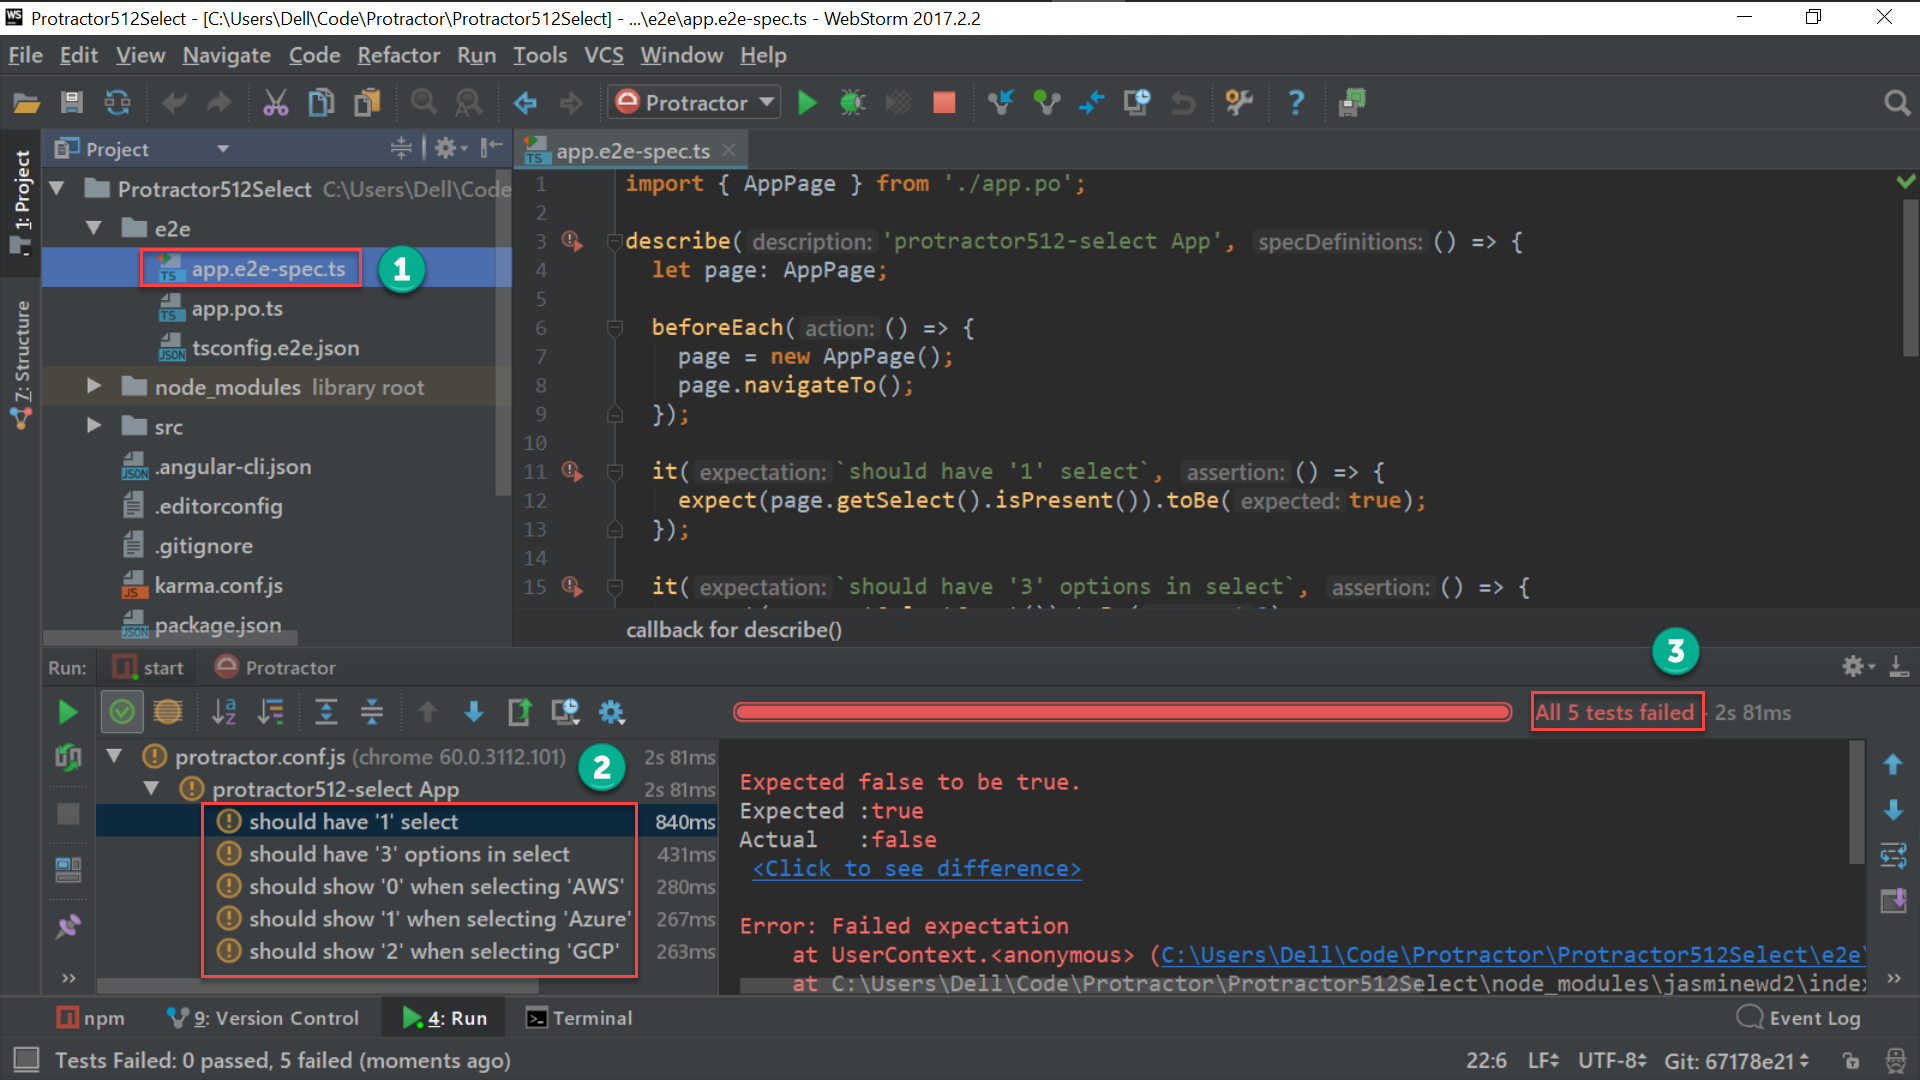 Protractor512Select - [C:\Users\Dell\Code\Protractor\Protractor512Select] - ...\e2e\app.e2e-spec.ts - WebStorm 2017.2.2
File Edit View Navigate Code Refactor Run Tools VCS Window Help
Protractor
Project
app.e2e-spec.ts
1: Project
7: Structure
Protractor512Select C:\Users\Dell\Code
e2e
app.e2e-spec.ts
1
app.po.ts
tsconfig.e2e.json
node_modules library root
src
.angular-cli.json
.editorconfig
.gitignore
karma.conf.js
package.json
1 import { AppPage } from './app.po';
2
3 describe( description: 'protractor512-select App', specDefinitions: () => {
4 let page: AppPage;
5
6 beforeEach( action: () => {
7 page = new AppPage();
8 page.navigateTo();
9 });
10
11 it( expectation: `should have '1' select`, assertion: () => {
12 expect(page.getSelect().isPresent()).toBe( expected: true);
13 });
14
15 it( expectation: `should have '3' options in select`, assertion: () => {
callback for describe()
3
Run: start Protractor
All 5 tests failed - 2s 81ms
protractor.conf.js (chrome 60.0.3112.101) 2s 81ms
2
protractor512-select App 2s 81ms
should have '1' select 840ms
should have '3' options in select 431ms
should show '0' when selecting 'AWS' 280ms
should show '1' when selecting 'Azure' 267ms
should show '2' when selecting 'GCP' 263ms
Expected false to be true.
Expected :true
Actual :false
<Click to see difference>
Error: Failed expectation
at UserContext.<anonymous> (C:\Users\Dell\Code\Protractor\Protractor512Select\e2e\
at C:\Users\Dell\Code\Protractor\Protractor512Select\node_modules\jasminewd2\index
npm 9: Version Control 4: Run Terminal Event Log
Tests Failed: 0 passed, 5 failed (moments ago) 22:6 LF UTF-8 Git: 67178e21